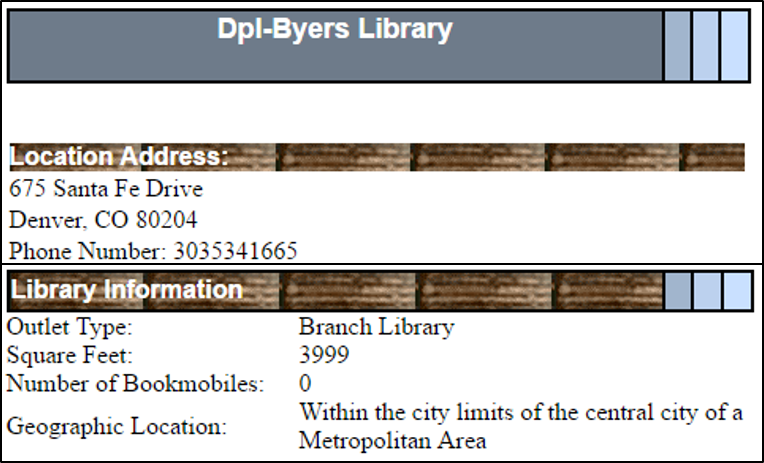 Dpl-Byers Library
Location Address:
675 Santa Fe Drive
Denver, CO 80204
Phone Number: 3035341665
Library Information
Outlet Type: Branch Library
Square Feet: 3999
Number of Bookmobiles: 0
Geographic Location: Within the city limits of the central city of a
Metropolitan Area